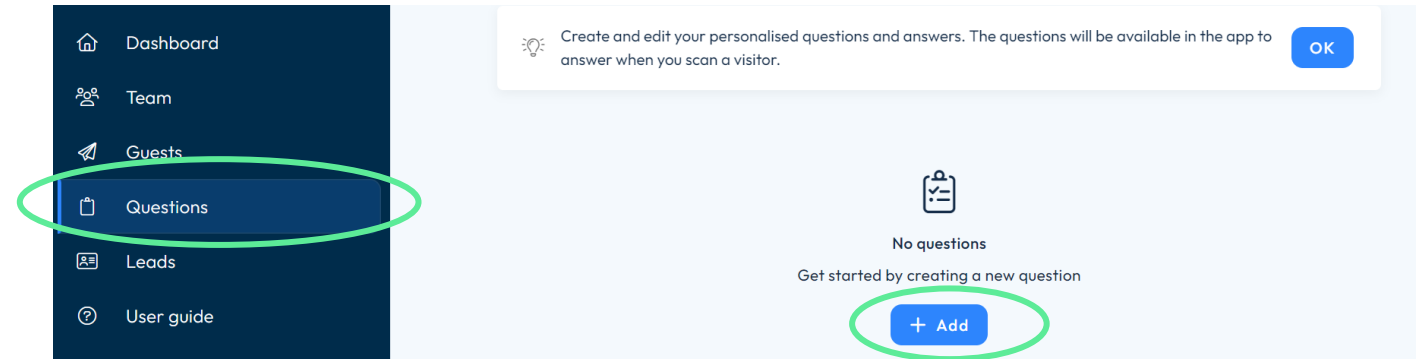 Dashboard
Team
Guests
Questions
Leads
User guide
Create and edit your personalised questions and answers. The questions will be available in the app to
answer when you scan a visitor.
OK
No questions
Get started by creating a new question
+ Add